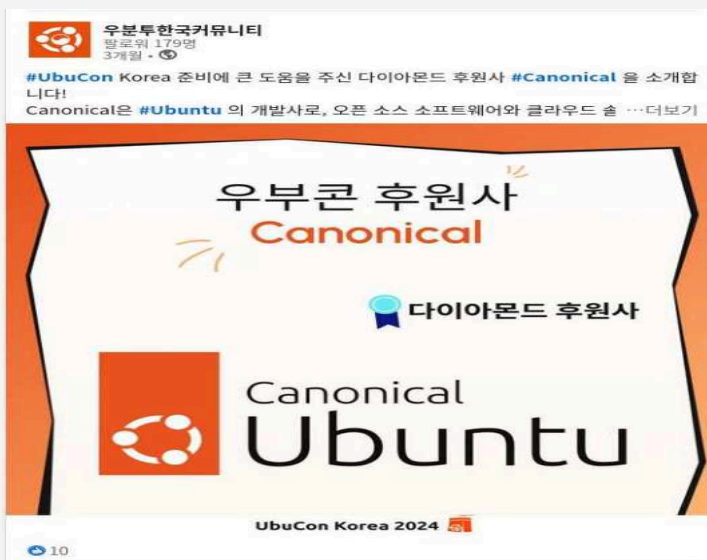 우분투한국커뮤니티
팔로워 179명
3개월 •
#UbuCon Korea 준비에 큰 도움을 주신 다이아몬드 후원사 #Canonical 을 소개합
니다!
Canonical은 #Ubuntu 의 개발사로, 오픈 소스 소프트웨어와 클라우드 솔 …더보기
우부콘 후원사
Canonical
다이아몬드 후원사
Canonical
Ubuntu
UbuCon Korea 2024
10